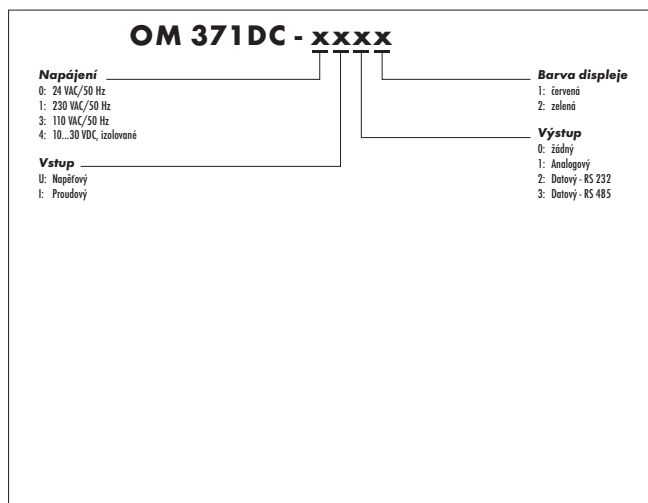 OM 371DC - xxxx
Napájení
0: 24 VAC/50 Hz
1: 230 VAC/50 Hz
3: 110 VAC/50 Hz
4: 10...30 VDC, izolované
Vstup
U: Napěťový
I: Proudový
Barva displeje
1: červená
2: zelená
Výstup
0: žádný
1: Analogový
2: Datový - RS 232
3: Datový - RS 485